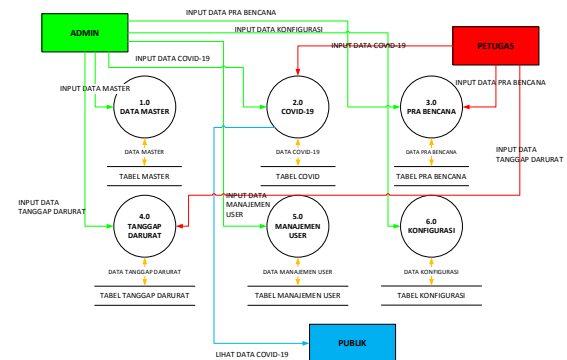 INPUT DATA PRA BENCANA
ADMIN
INPUT DATA KONFIGURASI
PETUGAS
INPUT DATA COVID-19
INPUT DATA COVID-19
INPUT DATA MASTER
INPUT DATA PRA BENCANA
1.0
DATA MASTER
2.0
COVID-19
3.0
PRA BENCANA
DATA MASTER
DATA COVID-19
DATA PRA BENCANA
INPUT DATA
TANGGAP DARURAT
TABEL MASTER
TABEL COVID
TABEL PRA BENCANA
INPUT DATA
TANGGAP DARURAT
INPUT DATA
MANAJEMEN
USER
4.0
TANGGAP
DARURAT
5.0
MANAJEMEN
USER
6.0
KONFIGURASI
DATA TANGGAP DARURAT
DATA MANAJEMEN USER
DATA KONFIGURASI
TABEL TANGGAP DARURAT
TABEL MANAJEMEN USER
TABEL KONFIGURASI
PUBLIK
LIHAT DATA COVID-19